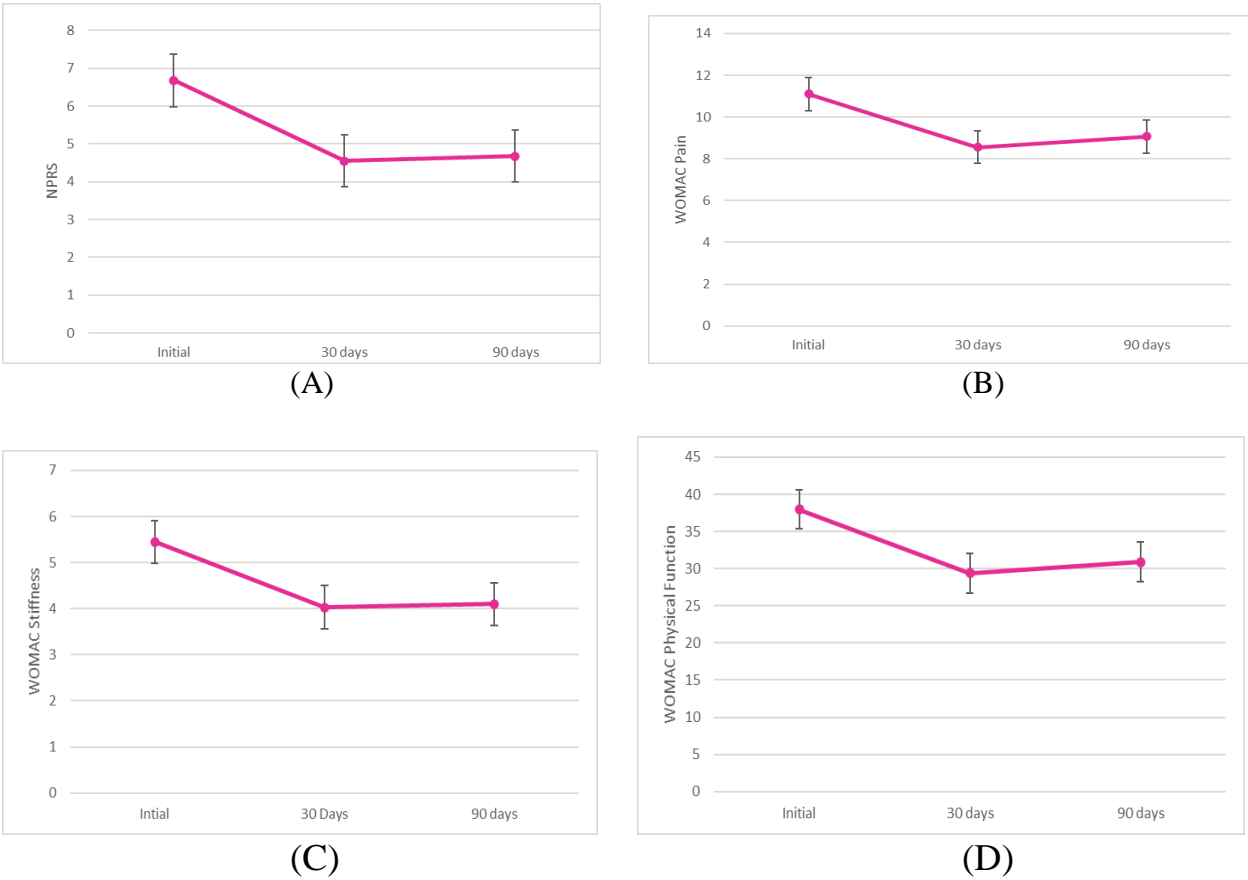 8
7
6
5
4
3
2
1
0
NPRS
Initial 30 days 90 days
(A)
14
12
10
8
6
4
2
0
WOMAC Pain
Initial 30 days 90 days
(B)
7
6
5
4
3
2
1
0
WOMAC Stiffness
Intial 30 Days 90 days
(C)
45
40
35
30
25
20
15
10
5
0
WOMAC Physical Function
Initial 30 days 90 days
(D)